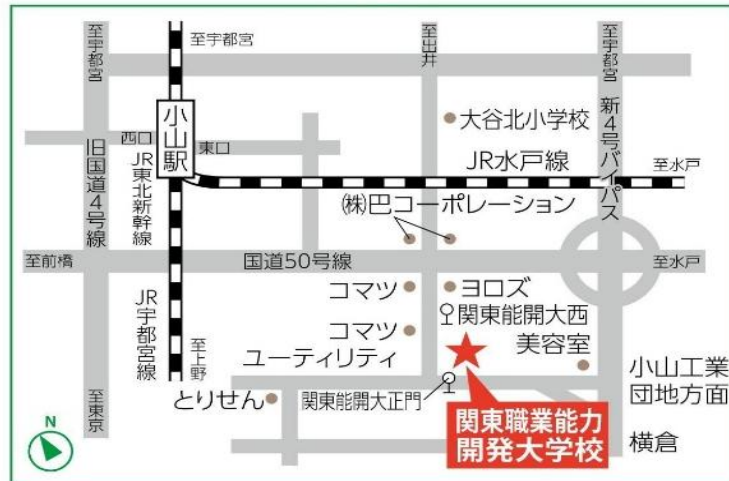 至宇都宮
至宇都宮
至出井
至宇都宮
小山駅
西口
東口
大谷北小学校
旧国道4号線
JR東北新幹線
JR水戸線
至水戸
新4号バイパス
㈱巴コーポレーション
至前橋
国道50号線
至水戸
コマツ
ヨロズ
関東能開大西
JR宇都宮線
至上野
コマツ
ユーティリティ
美容室
小山工業
団地方面
至東京
とりせん
関東能開大正門
関東職業能力
開発大学校
横倉
N